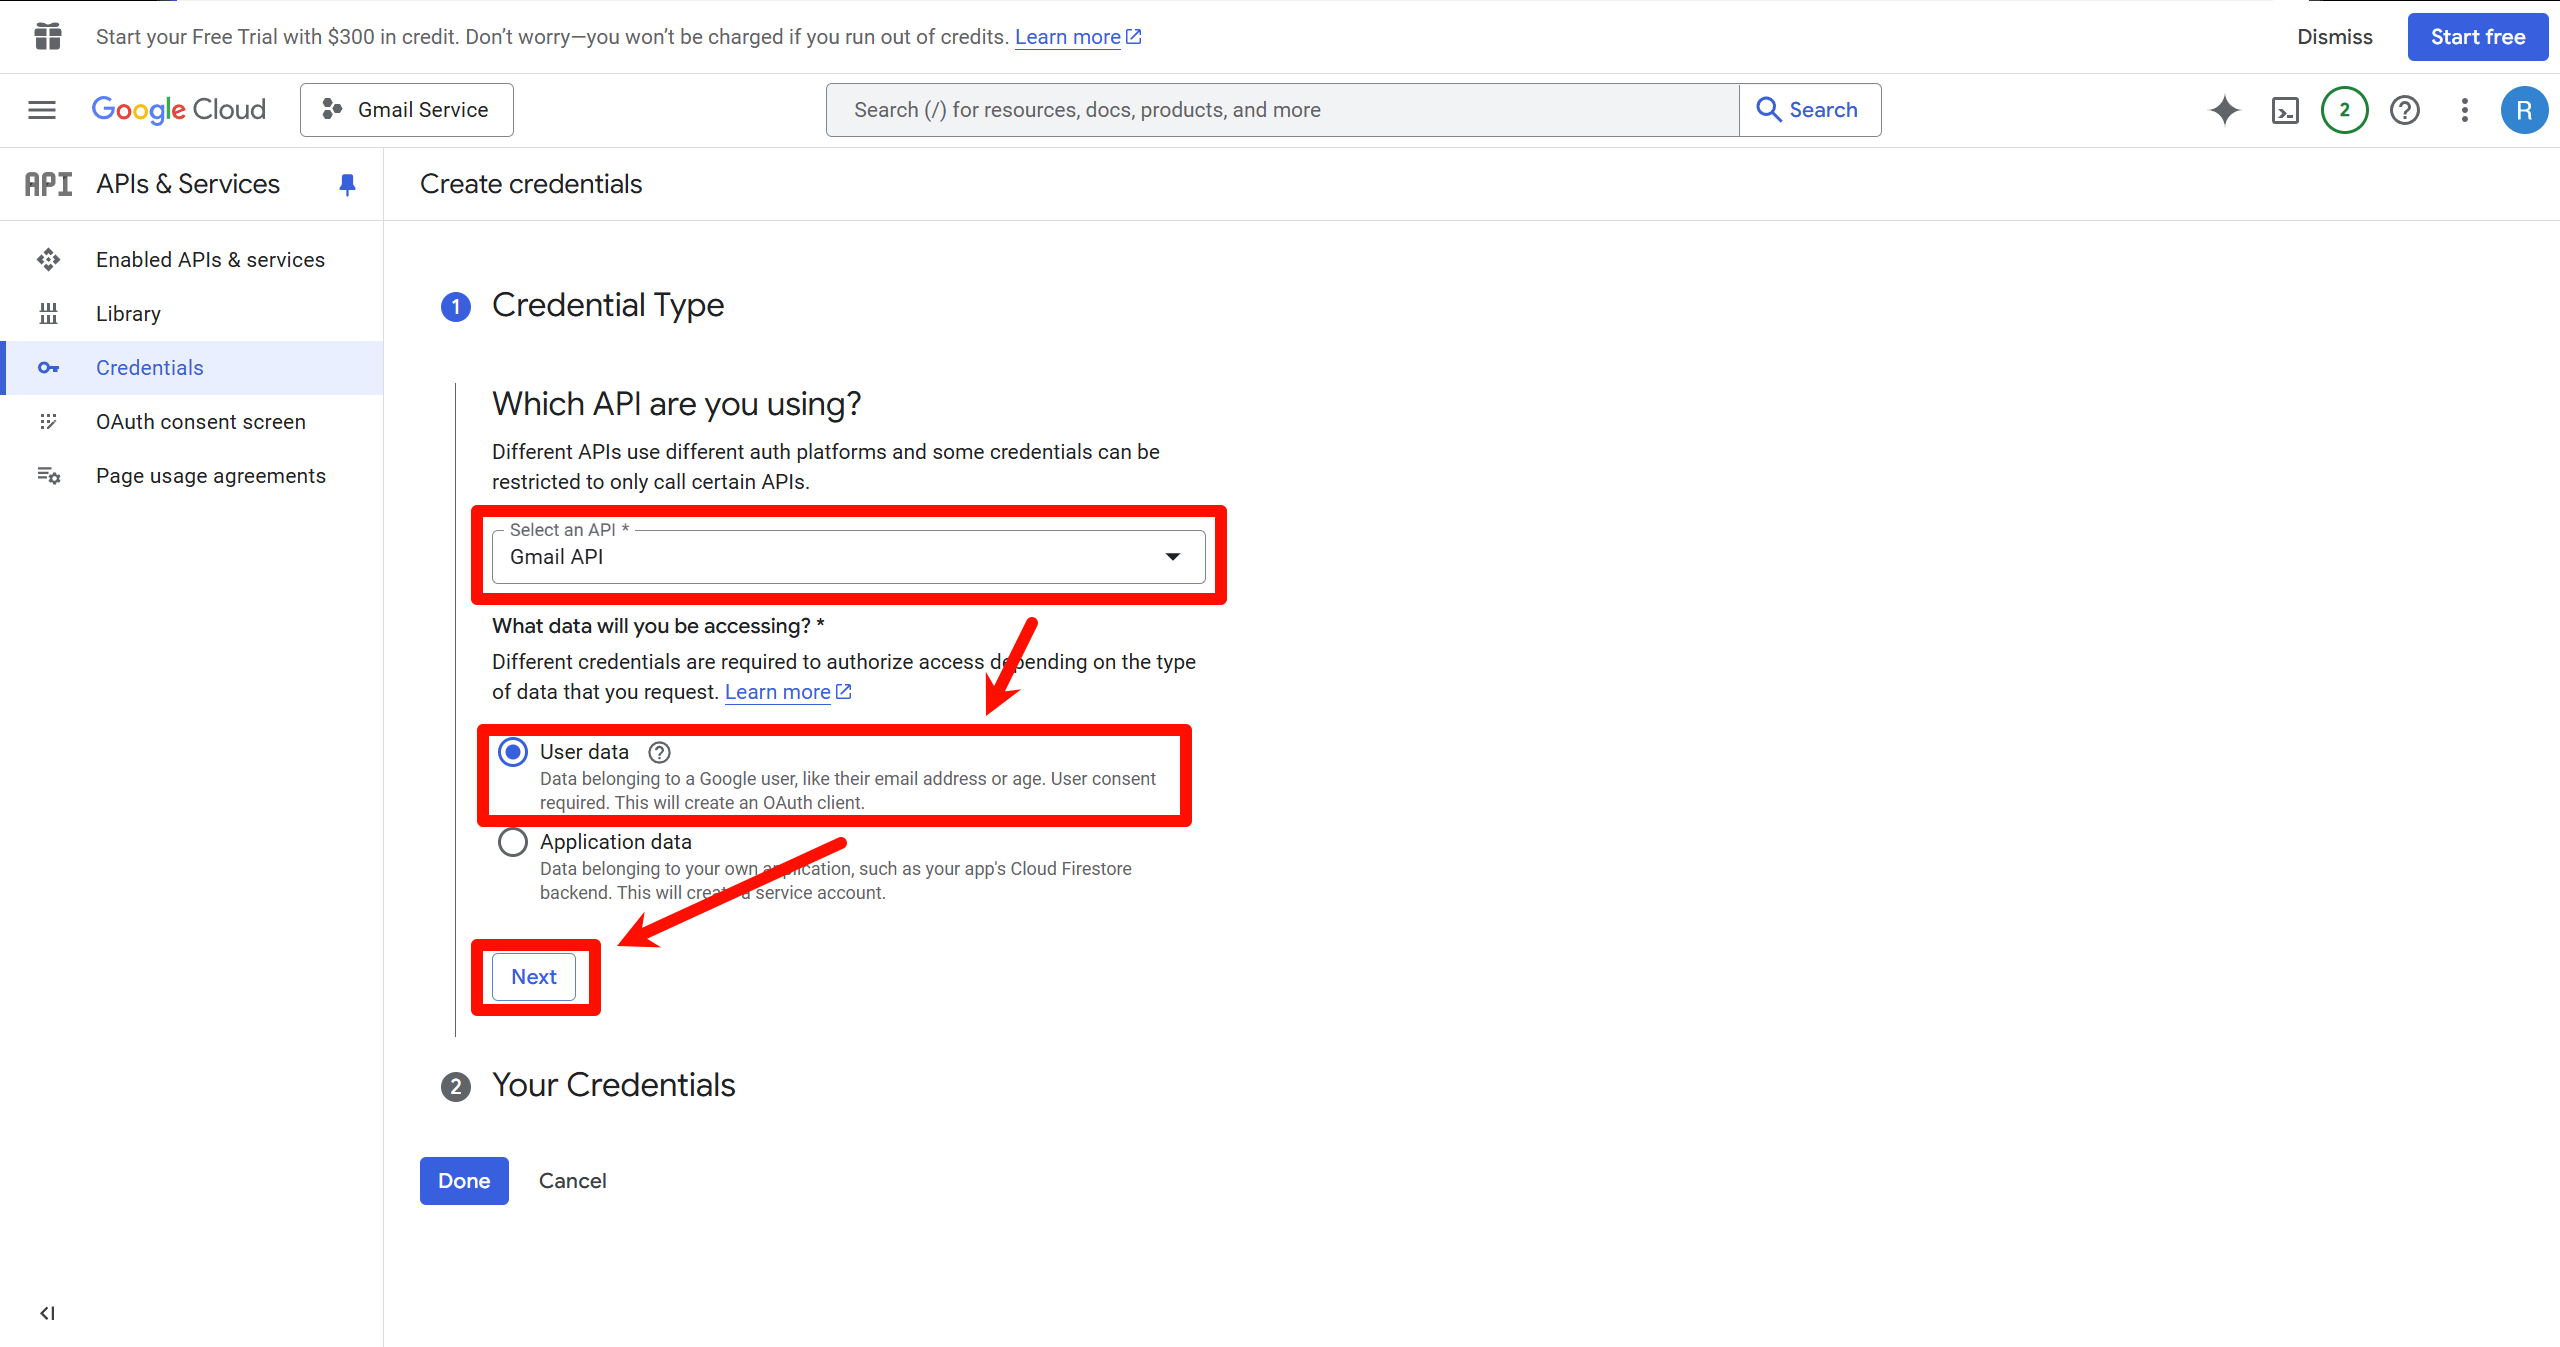 Start your Free Trial with $300 in credit. Don’t worry—you won’t be charged if you run out of credits. Learn more
Dismiss
Start free
Google Cloud
Gmail Service
Search (/) for resources, docs, products, and more
Search
2
R
API
APIs & Services
Create credentials
Enabled APIs & services
Library
Credentials
OAuth consent screen
Page usage agreements
1
Credential Type
Which API are you using?
Different APIs use different auth platforms and some credentials can be
restricted to only call certain APIs.
Select an API *
Gmail API
What data will you be accessing? *
Different credentials are required to authorize access depending on the type
of data that you request. Learn more
User data
Data belonging to a Google user, like their email address or age. User consent
required. This will create an OAuth client.
Application data
Data belonging to your own application, such as your app's Cloud Firestore
backend. This will create a service account.
Next
2
Your Credentials
Done
Cancel